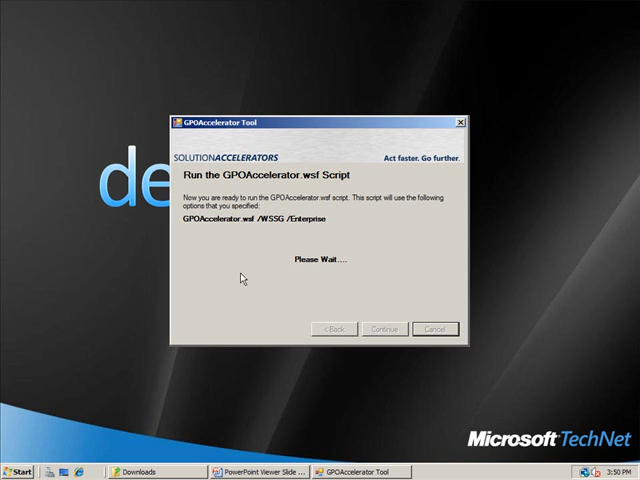 GPOAccelerator Tool
SOLUTIONACCELERATORS
Act faster. Go further.
Run the GPOAccelerator.wsf Script
Now you are ready to run the GPOAccelerator.wsf script. This script will use the following
options that you specified:
GPOAccelerator.wsf /WSSG /Enterprise
Please Wait....
< Back
Continue
Cancel
de
Microsoft TechNet
Start
Downloads
PowerPoint Viewer Slide ...
GPOAccelerator Tool
3:50 PM